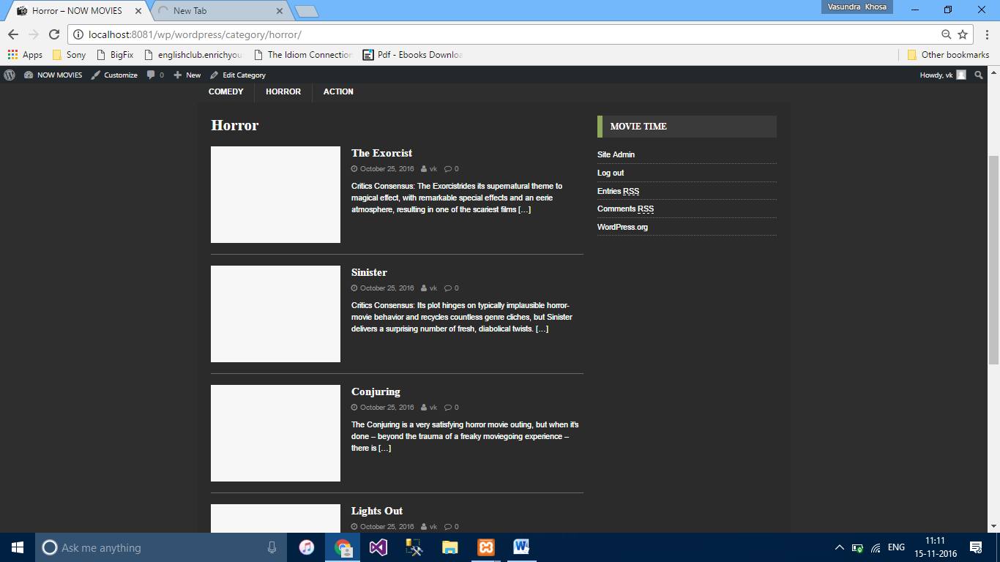 Vasundra Khosa
Horror – NOW MOVIES
New Tab
localhost:8081/wp/wordpress/category/horror/
Apps
Sony
BigFix
englishclub.enrichyou
The Idiom Connection
Pdf - Ebooks Downloa
Other bookmarks
NOW MOVIES
Customize
0
New
Edit Category
Howdy, vk
COMEDY
HORROR
ACTION
Horror
The Exorcist
October 25, 2016 vk 0
Critics Consensus: The Exorcistrides its supernatural theme to
magical effect, with remarkable special effects and an eerie
atmosphere, resulting in one of the scariest films […]
Sinister
October 25, 2016 vk 0
Critics Consensus: Its plot hinges on typically implausible horror-
movie behavior and recycles countless genre cliches, but Sinister
delivers a surprising number of fresh, diabolical twists. […]
Conjuring
October 25, 2016 vk 0
The Conjuring is a very satisfying horror movie outing, but when it's
done – beyond the trauma of a freaky moviegoing experience –
there is […]
Lights Out
October 25, 2016 vk 0
MOVIE TIME
Site Admin
Log out
Entries RSS
Comments RSS
WordPress.org
Ask me anything
ENG
11:11
15-11-2016